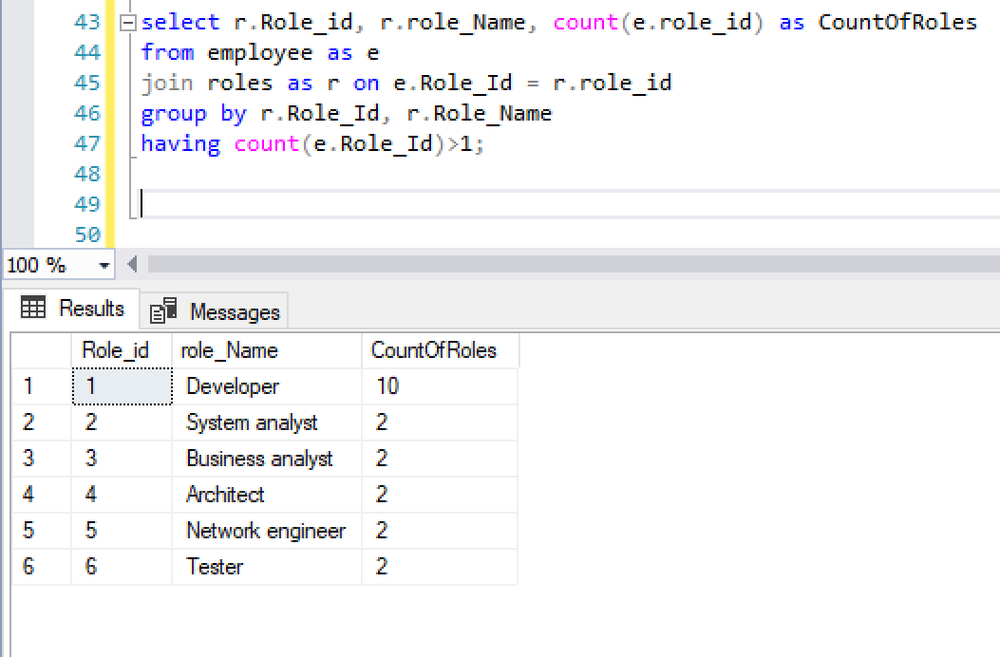 43 select r.Role_id, r.role_Name, count(e.role_id) as CountOfRoles
44 from employee as e
45 join roles as r on e.Role_Id = r.role_id
46 group by r.Role_Id, r.Role_Name
47 having count(e.Role_Id)>1;
48
49
50
100 %
Results Messages
Role_id role_Name CountOfRoles
1 1 Developer 10
2 2 System analyst 2
3 3 Business analyst 2
4 4 Architect 2
5 5 Network engineer 2
6 6 Tester 2